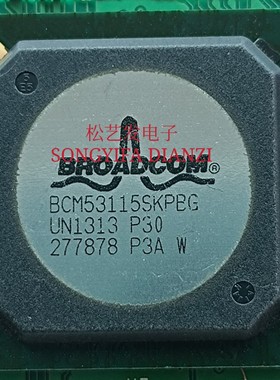 松艺发电子
SONGYIFA DIANZI
BROADCOM®
BCM53115SKPBG
UN1313 P30
277878 P3A W